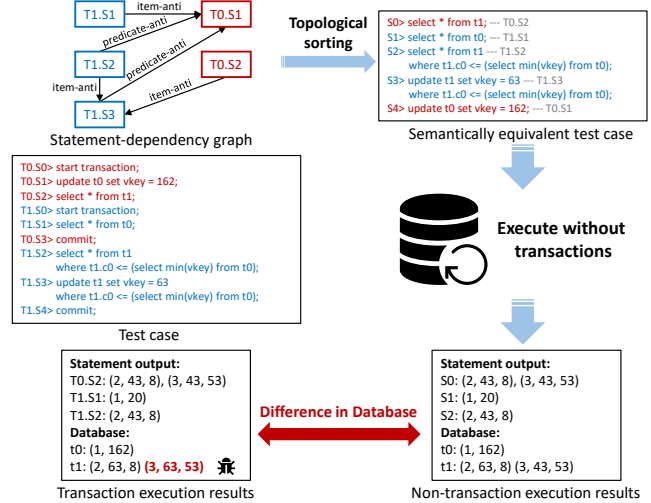 T1.S1
item-anti
T0.S1
predicate-anti
T1.S2
predicate-anti
T0.S2
item-anti
item-anti
T1.S3
Statement-dependency graph
Topological
sorting
S0> select * from t1; --- T0.S2
S1> select * from t0; --- T1.S1
S2> select * from t1 --- T1.S2
where t1.c0 <= (select min(vkey) from t0);
S3> update t1 set vkey = 63 --- T1.S3
where t1.c0 <= (select min(vkey) from t0);
S4> update t0 set vkey = 162; --- T0.S1
Semantically equivalent test case
T0.S0> start transaction;
T0.S1> update t0 set vkey = 162;
T0.S2> select * from t1;
T1.S0> start transaction;
T1.S1> select * from t0;
T0.S3> commit;
T1.S2> select * from t1
where t1.c0 <= (select min(vkey) from t0);
T1.S3> update t1 set vkey = 63
where t1.c0 <= (select min(vkey) from t0);
T1.S4> commit;
Test case
Execute without
transactions
Statement output:
T0.S2: (2, 43, 8), (3, 43, 53)
T1.S1: (1, 20)
T1.S2: (2, 43, 8)
Database:
t0: (1, 162)
t1: (2, 63, 8) (3, 63, 53)
Transaction execution results
Difference in Database
Statement output:
S0: (2, 43, 8), (3, 43, 53)
S1: (1, 20)
S2: (2, 43, 8)
Database:
t0: (1, 162)
t1: (2, 63, 8) (3, 43, 53)
Non-transaction execution results